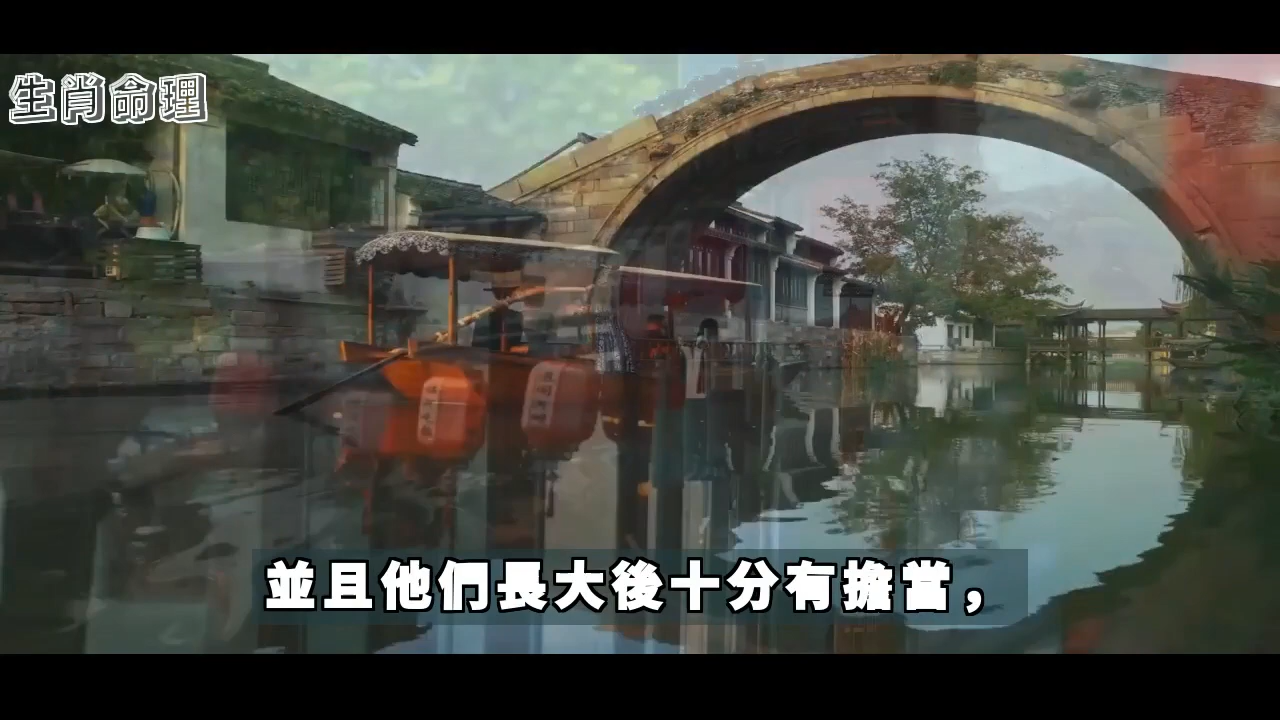 生肖命理
並且他們長大後十分有擔當，